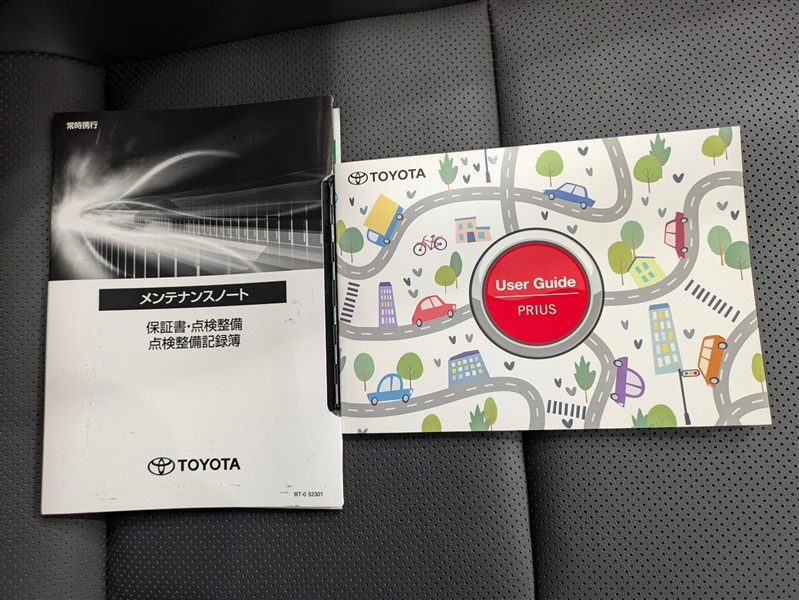 常時携行
メンテナンスノート
保証書・点検整備
点検整備記録簿
TOYOTA
BT-0 52301
TOYOTA
User Guide
PRIUS